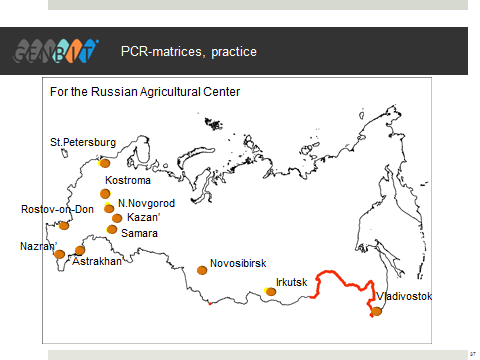 GENBIT
PCR-matrices, practice
For the Russian Agricultural Center
St.Petersburg
Kostroma
N.Novgorod
Rostov-on-Don
Kazan'
Samara
Nazran'
Astrakhan'
Novosibirsk
Irkutsk
Vladivostok
37